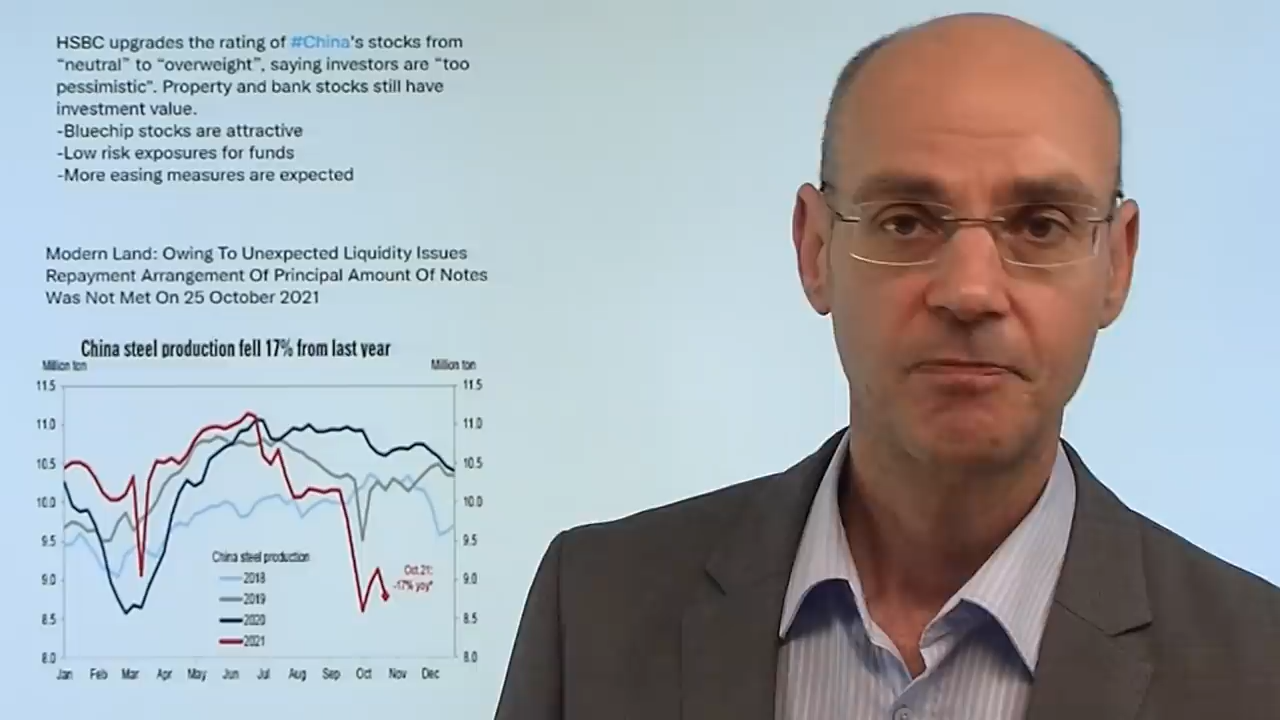 HSBC upgrades the rating of #China's stocks from
“neutral” to “overweight”, saying investors are “too
pessimistic”. Property and bank stocks still have
investment value.
-Bluechip stocks are attractive
-Low risk exposures for funds
-More easing measures are expected
Modern Land: Owing To Unexpected Liquidity Issues
Repayment Arrangement Of Principal Amount Of Notes
Was Not Met On 25 October 2021
China steel production fell 17% from last year
Million ton Million ton
11.5 11.5
11.0 11.0
10.5 10.5
10.0 10.0
9.5 9.5
9.0 9.0
8.5 8.5
8.0 8.0
China steel production
2018
2019
2020
2021
Oct 21:
-17% yoy*
Jan Feb Mar Apr May Jun Jul Aug Sep Oct Nov Dec